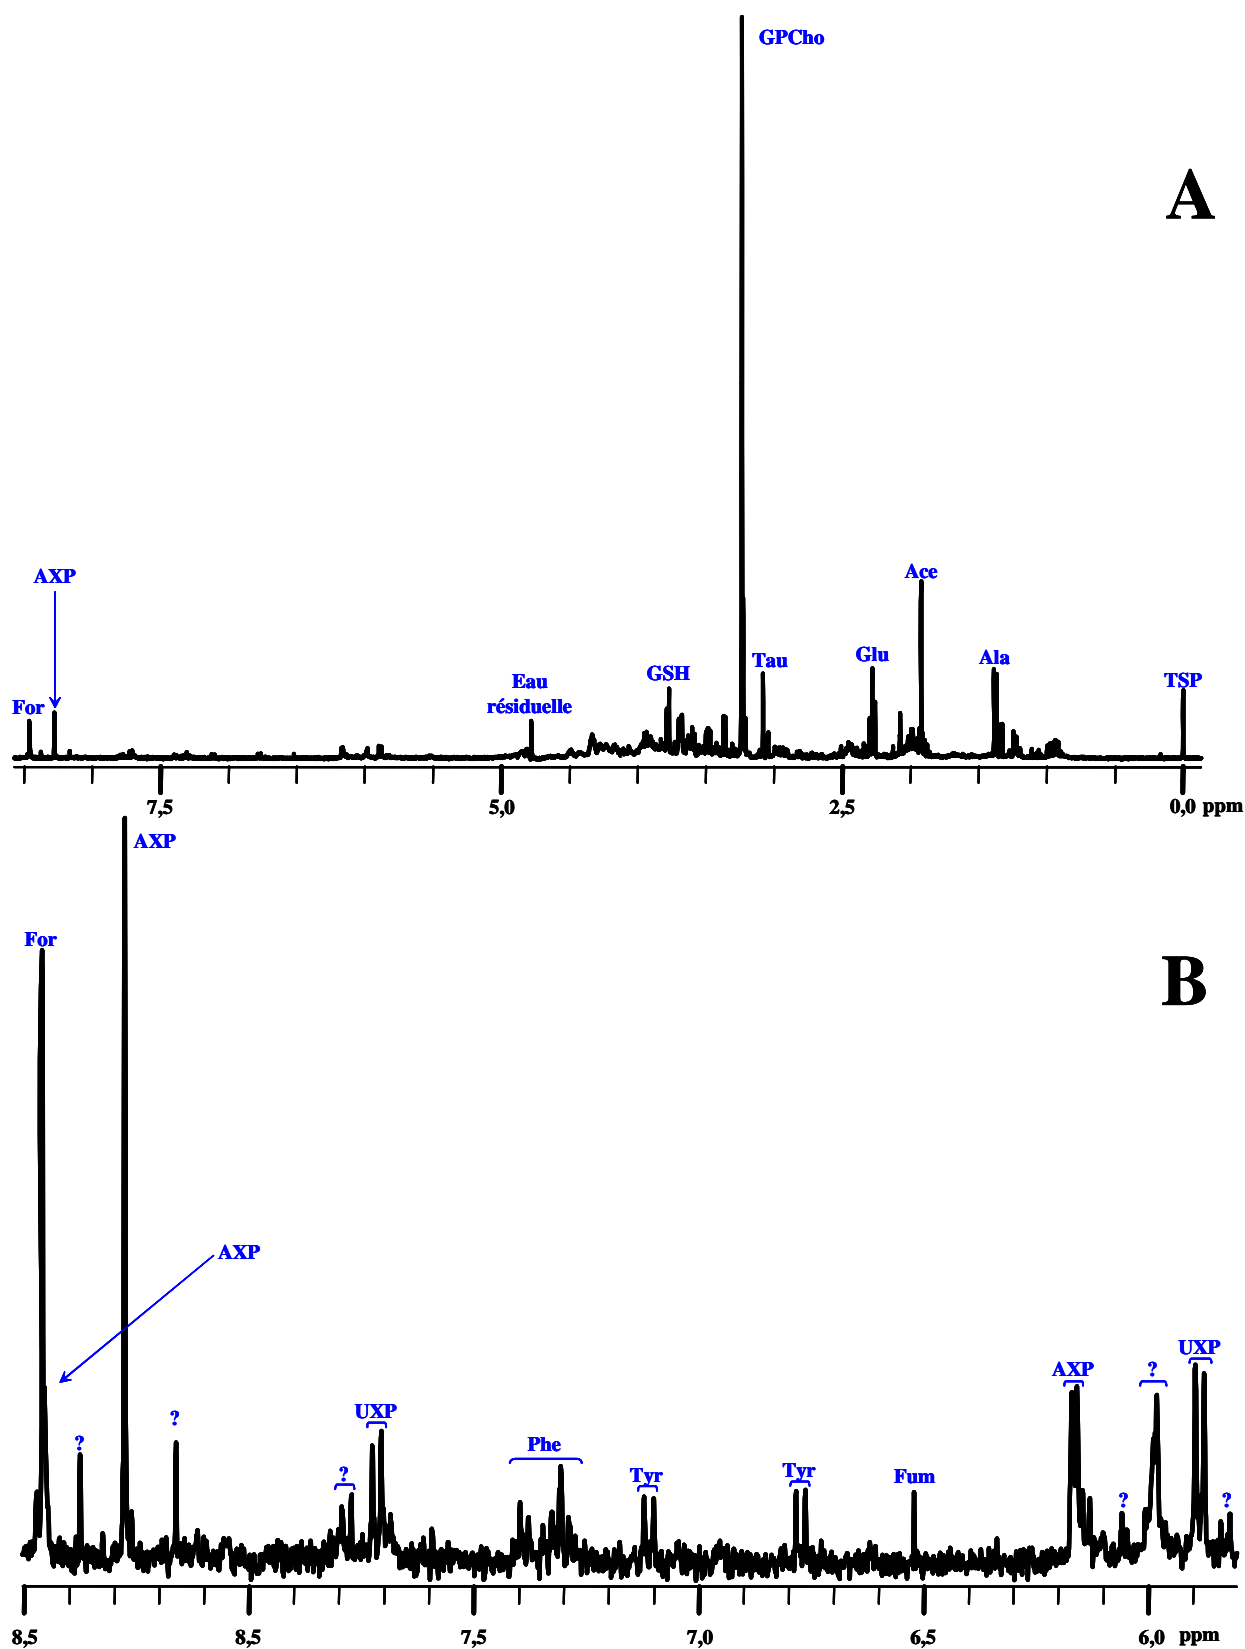 GPCho
A
AXP
Ace
Tau
Glu
Ala
GSH
Eau
résiduelle
TSP
For
7,5
5,0
2,5
0,0 ppm
AXP
For
B
AXP
UXP
AXP
?
?
UXP
?
Phe
?
Tyr
Tyr
Fum
?
?
8,5
8,5
7,5
7,0
6,5
6,0
ppm